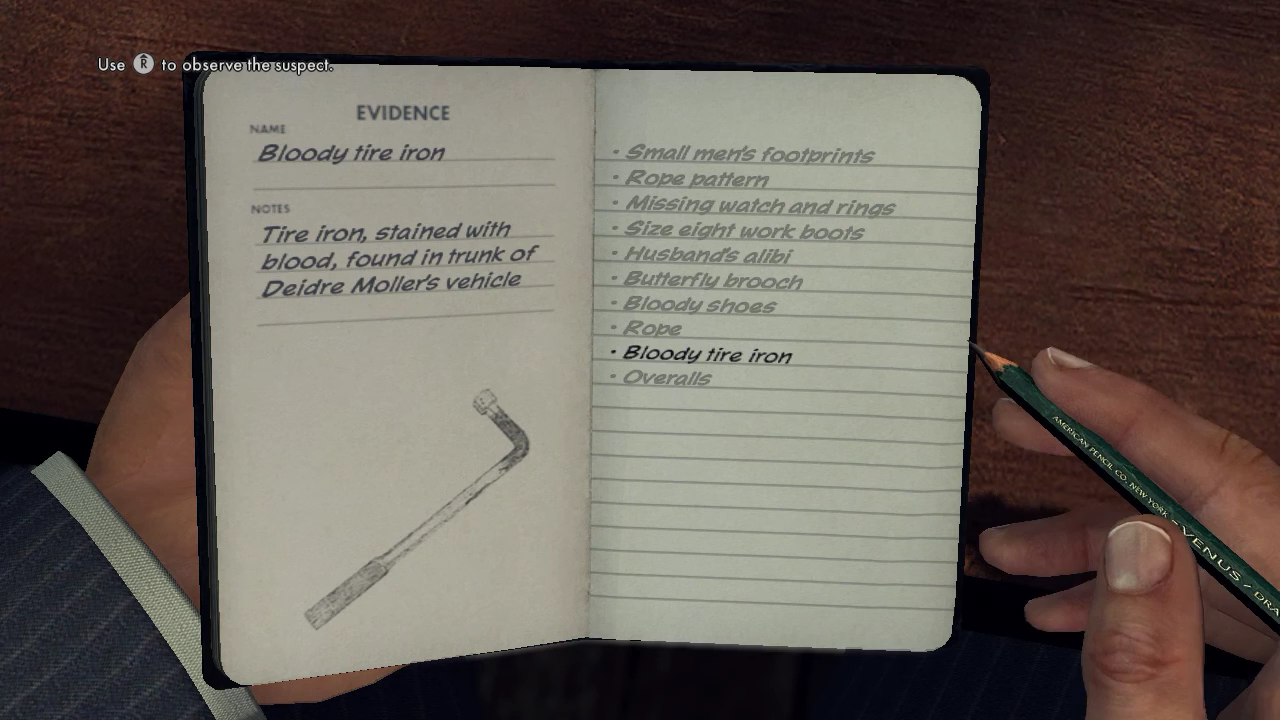 Use R to observe the suspect.
EVIDENCE
NAME
Bloody tire iron
NOTES
Tire iron, stained with
blood, found in trunk of
Deidre Moller's vehicle
· Small men's footprints
· Rope pattern
· Missing watch and rings
· Size eight work boots
· Husband's alibi
· Butterfly brooch
· Bloody shoes
· Rope
· Bloody tire iron
· Overalls
AMERICAN PENCIL CO. NEW YORK VENUS / DRA